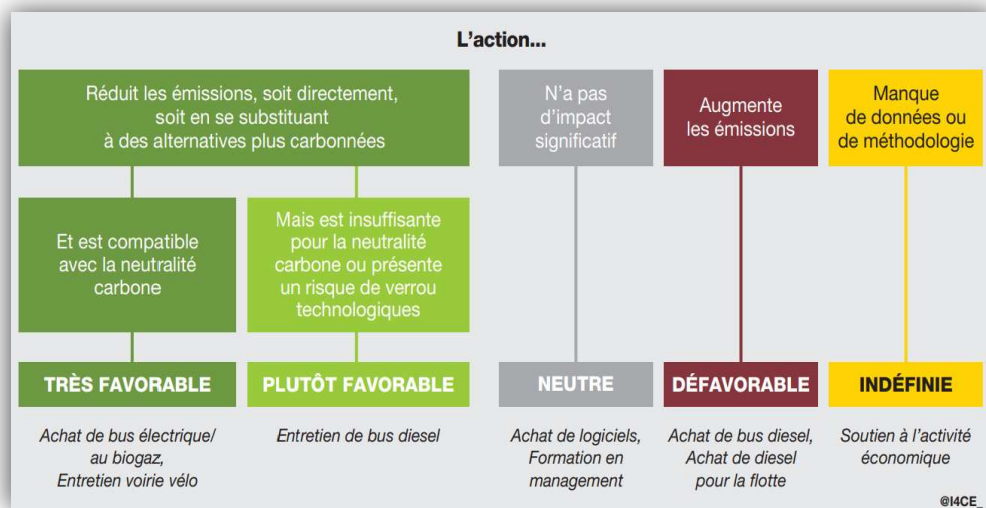 L'action...
Réduit les émissions, soit directement,
soit en se substituant
à des alternatives plus carbonnées
N'a pas
d'impact
significatif
Augmente
les émissions
Manque
de données ou
de méthodologie
Et est compatible
avec la neutralité
carbone
Mais est insuffisante
pour la neutralité
carbone ou présente
un risque de verrou
technologiques
TRÈS FAVORABLE
PLUTÔT FAVORABLE
NEUTRE
DÉFAVORABLE
INDÉFINIE
Achat de bus électrique/
au biogaz,
Entretien voirie vélo
Entretien de bus diesel
Achat de logiciels,
Formation en
management
Achat de bus diesel,
Achat de diesel
pour la flotte
Soutien à l'activité
économique
@I4CE_